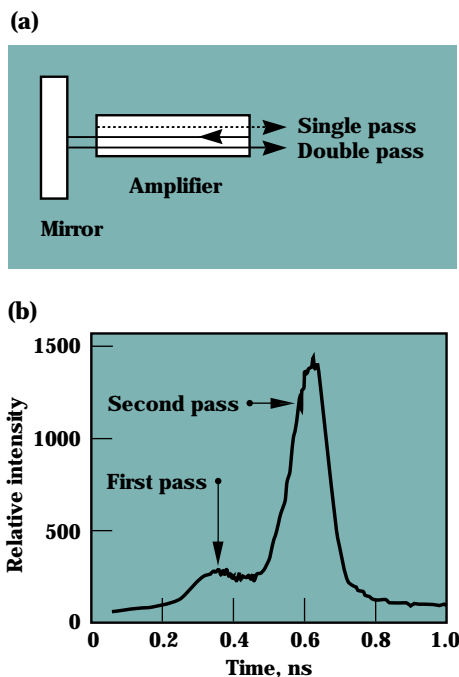 (a)
Single pass
Double pass
Amplifier
Mirror
(b)
1500
Second pass
1000
First pass
500
0
0 0.2 0.4 0.6 0.8 1.0
Relative intensity
Time, ns